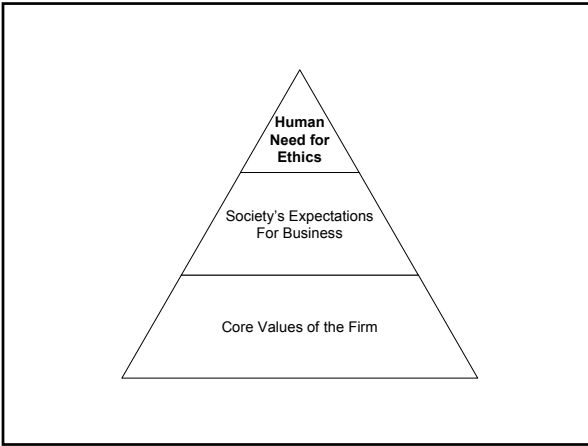 Human
Need for
Ethics
Society’s Expectations
For Business
Core Values of the Firm